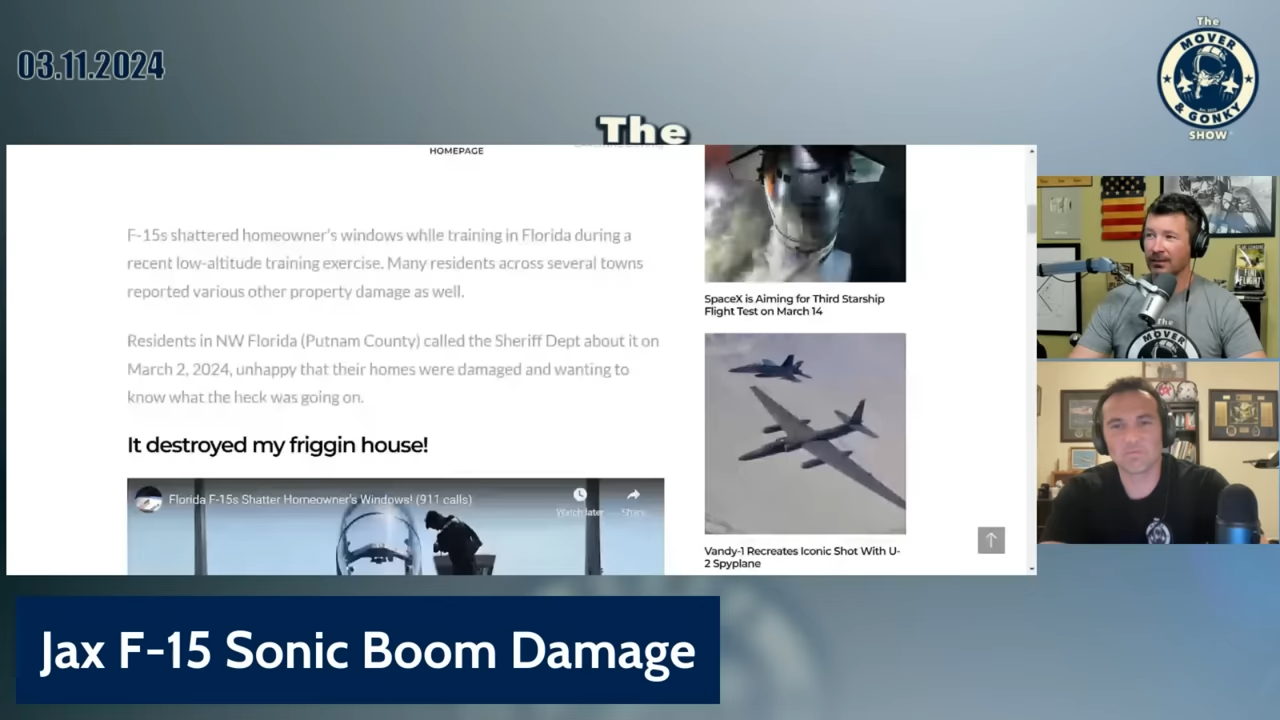 03.11.2024
The
MOVER
& GONKY
SHOW
The
HOMEPAGE
F-15s shattered homeowner's windows while training in Florida during a
recent low-altitude training exercise. Many residents across several towns
reported various other property damage as well.
Residents in NW Florida (Putnam County) called the Sheriff Dept about it on
March 2, 2024, unhappy that their homes were damaged and wanting to
know what the heck was going on.
It destroyed my friggin house!
Florida F-15s Shatter Homeowner's Windows! (911 calls)
Watch later
Share
SpaceX is Aiming for Third Starship
Flight Test on March 14
Vandy-1 Recreates Iconic Shot With U-
2 Spyplane
The
MOVER
Jax F-15 Sonic Boom Damage